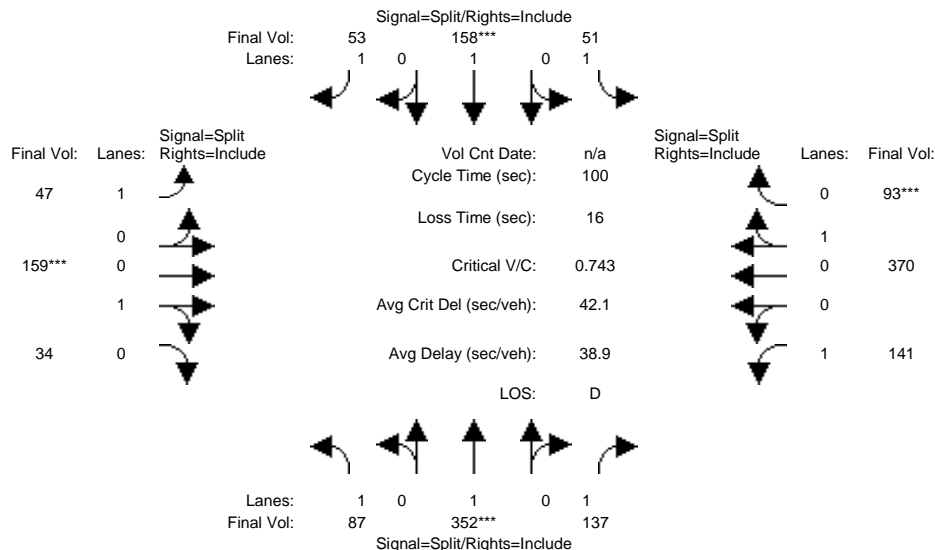 Signal=Split/Rights=Include
Final Vol: 53 158*** 51
Lanes: 1 0 1 0 1
Signal=Split
Final Vol: Lanes: Rights=Include
Vol Cnt Date: n/a
Signal=Split
Rights=Include Lanes: Final Vol:
Cycle Time (sec): 100
47 1
0 93***
Loss Time (sec): 16
0
1
159*** 0
Critical V/C: 0.743
0 370
1
Avg Crit Del (sec/veh): 42.1
0
34 0
Avg Delay (sec/veh): 38.9
1 141
LOS: D
Lanes: 1 0 1 0 1
Final Vol: 87 352*** 137
Signal=Split/Rights=Include